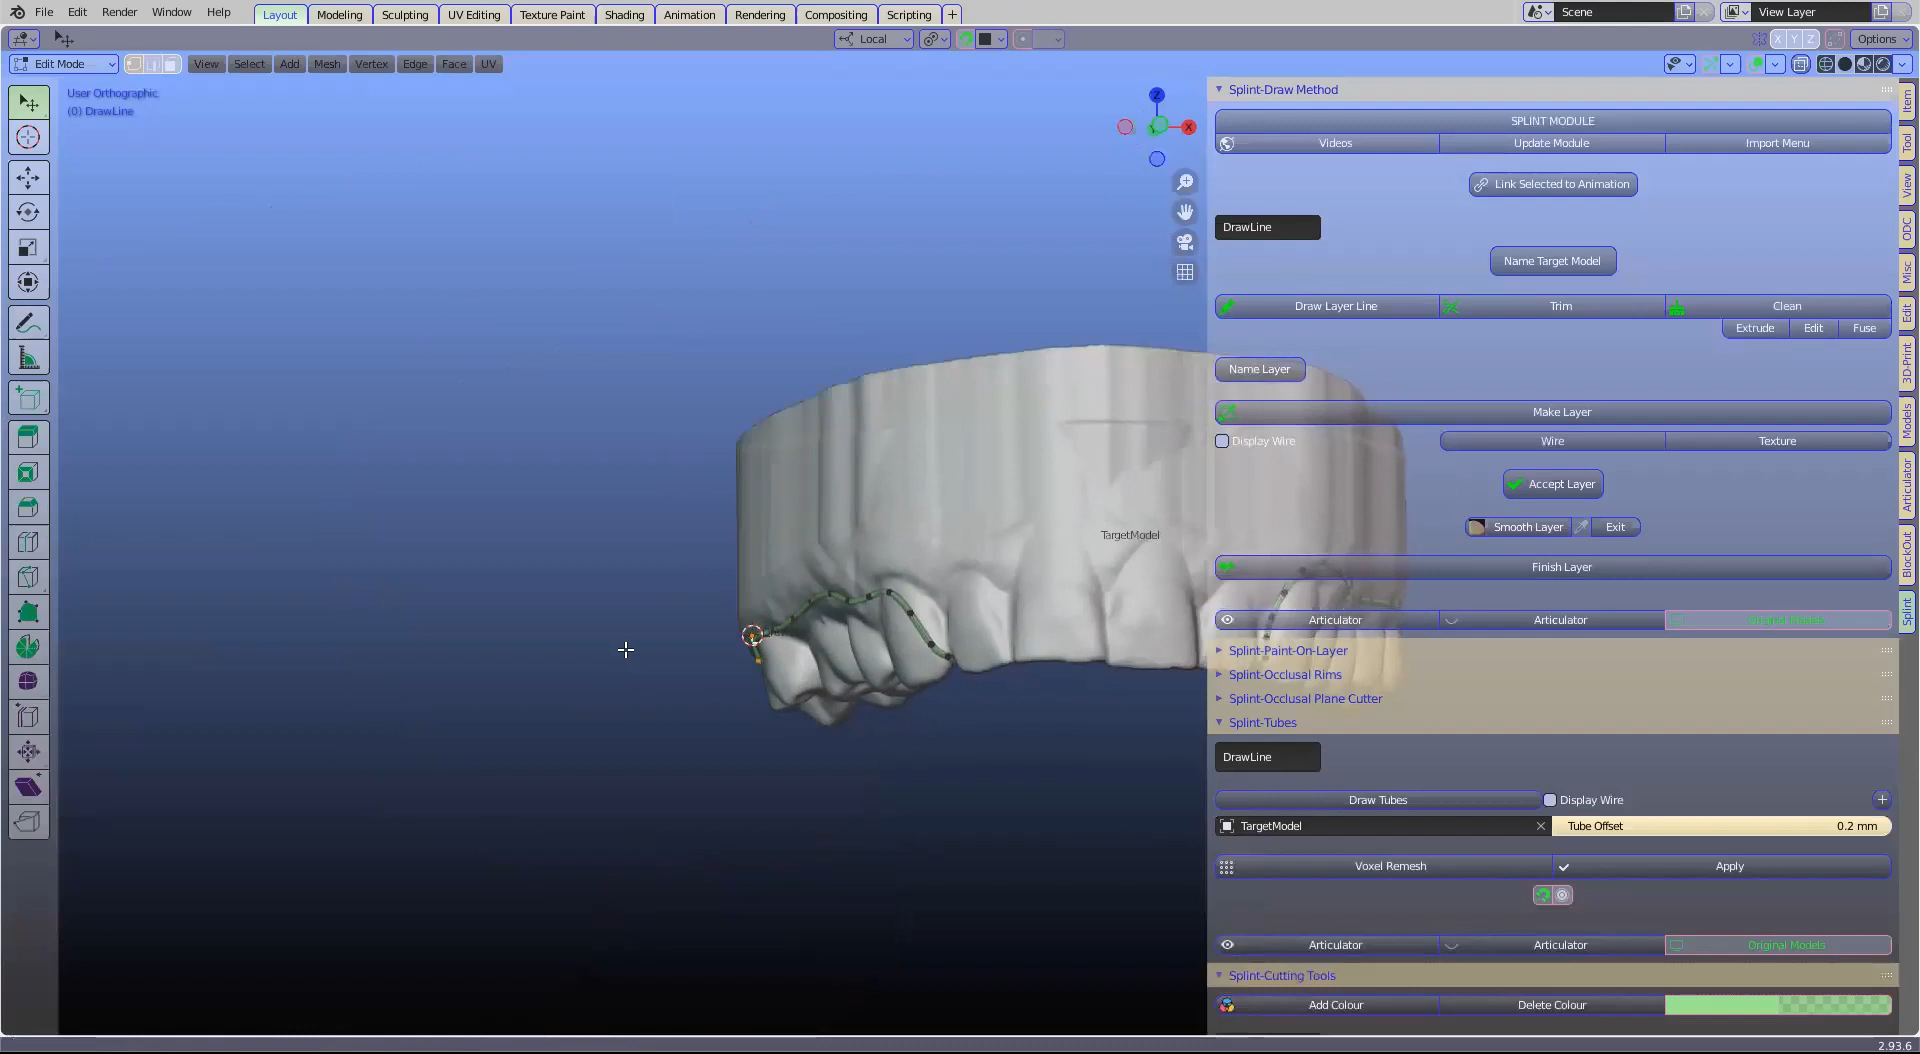 File Edit Render Window Help Layout Modeling Sculpting UV Editing Texture Paint Shading Animation Rendering Compositing Scripting + Scene View Layer
Local X Y Z Options
Edit Mode View Select Add Mesh Vertex Edge Face UV
User Orthographic
(0) DrawLine
Z
X
TargetModel
Splint-Draw Method
SPLINT MODULE
Videos Update Module Import Menu
Link Selected to Animation
DrawLine
Name Target Model
Draw Layer Line Trim Clean
Extrude Edit Fuse
Name Layer
Make Layer
Display Wire Wire Texture
Accept Layer
Smooth Layer Exit
Finish Layer
Articulator Articulator Original Models
Splint-Paint-On-Layer
Splint-Occlusal Rims
Splint-Occlusal Plane Cutter
Splint-Tubes
DrawLine
Draw Tubes Display Wire +
TargetModel Tube Offset 0.2 mm
Voxel Remesh Apply
Articulator Articulator Original Models
Splint-Cutting Tools
Add Colour Delete Colour
Item
Tool
View
ODC
Misc
Edit
3D-Print
Models
Articulator
BlockOut
Splint
2.93.6